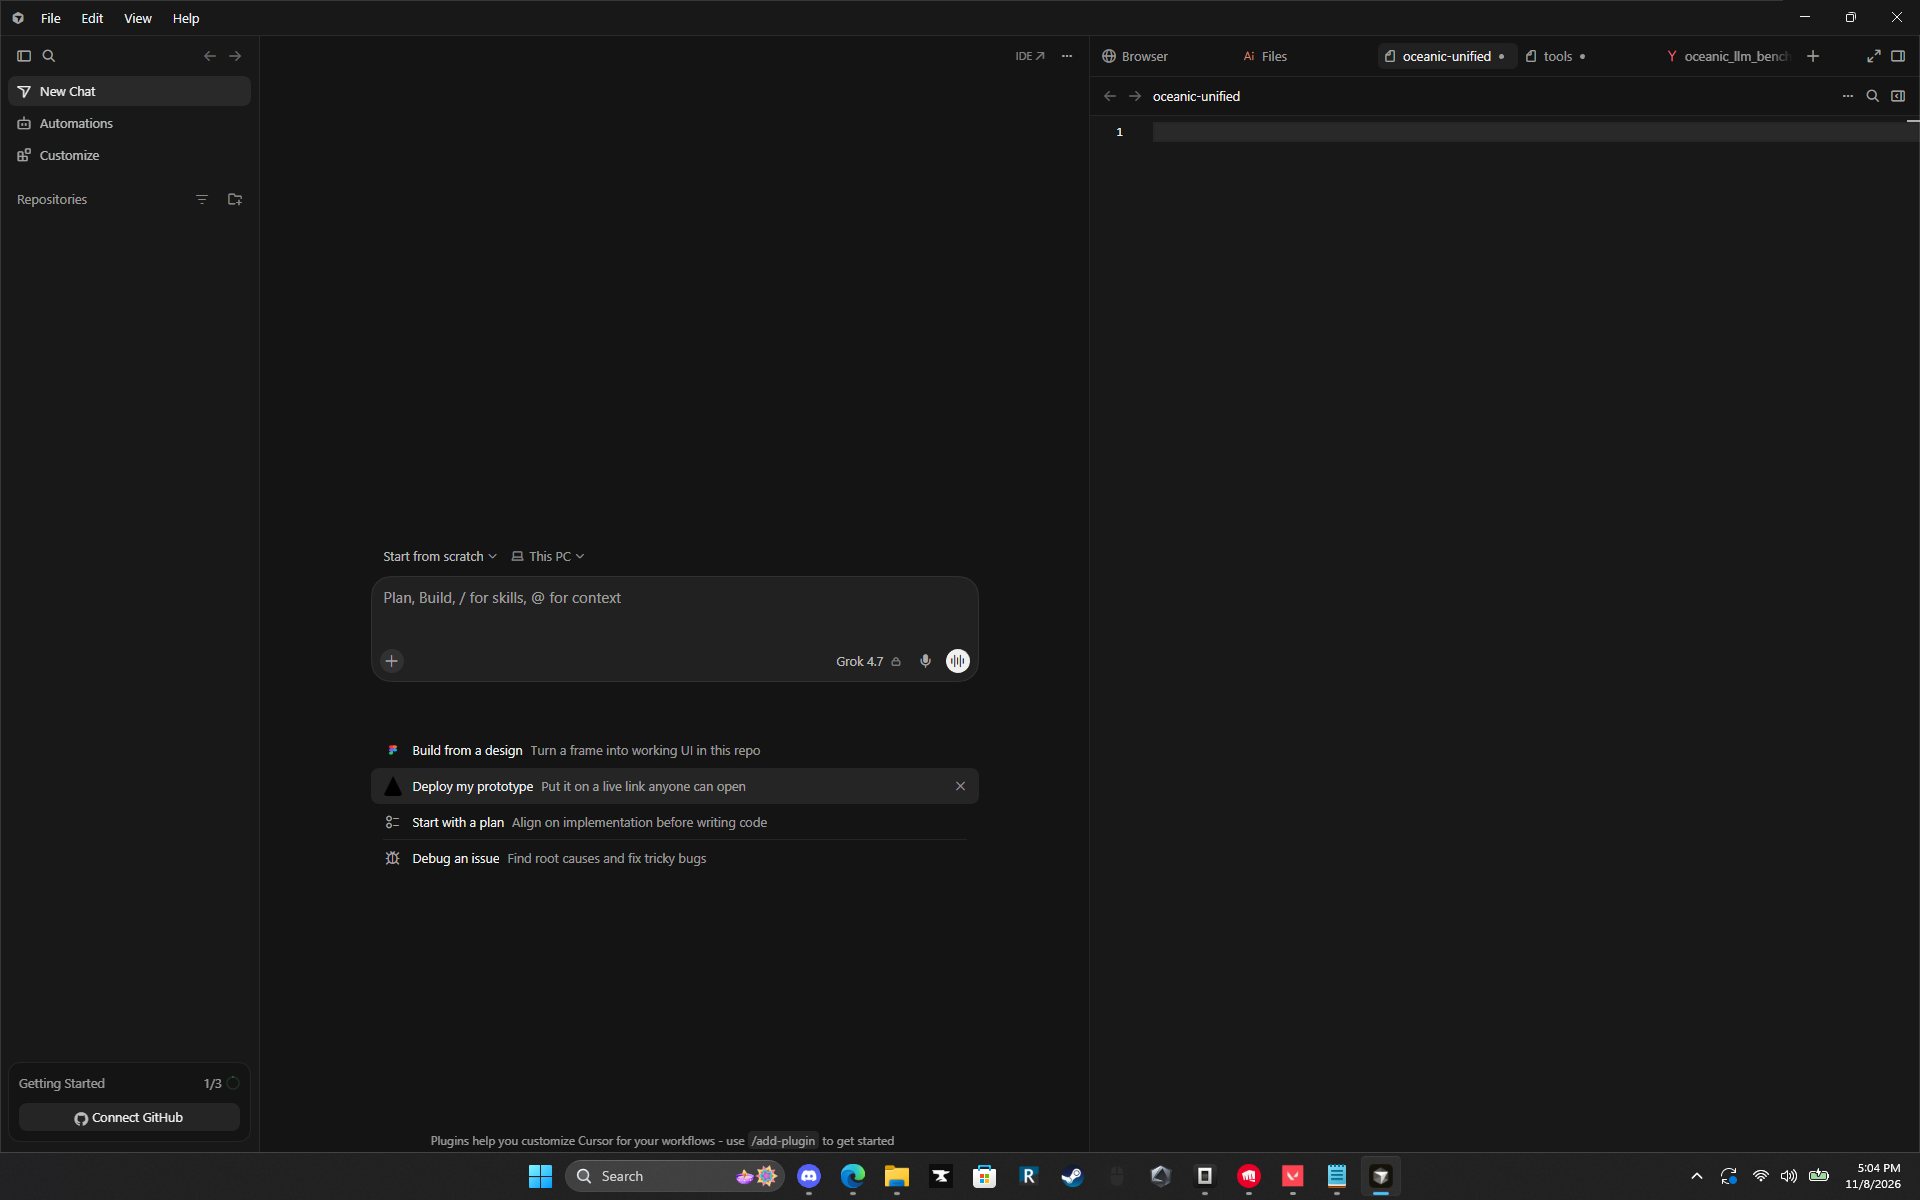 File Edit View Help
New Chat
Automations
Customize
Repositories
Getting Started 1/3
Connect GitHub
IDE
Start from scratch This PC
Plan, Build, / for skills, @ for context
Grok 4.7
Build from a design Turn a frame into working UI in this repo
Deploy my prototype Put it on a live link anyone can open
Start with a plan Align on implementation before writing code
Debug an issue Find root causes and fix tricky bugs
Plugins help you customize Cursor for your workflows - use /add-plugin to get started
Browser Ai Files oceanic-unified tools Y oceanic_llm_bench
oceanic-unified
1
Search
R
5:04 PM
11/8/2026